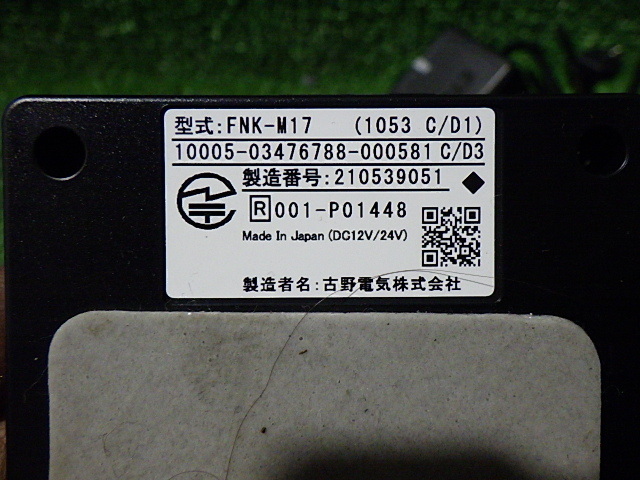 型式:FNK-M17 (1053 C/D1)
10005-03476788-000581 C/D3
製造番号:210539051
R 001-P01448
Made In Japan (DC12V/24V)
製造者名:古野電気株式会社